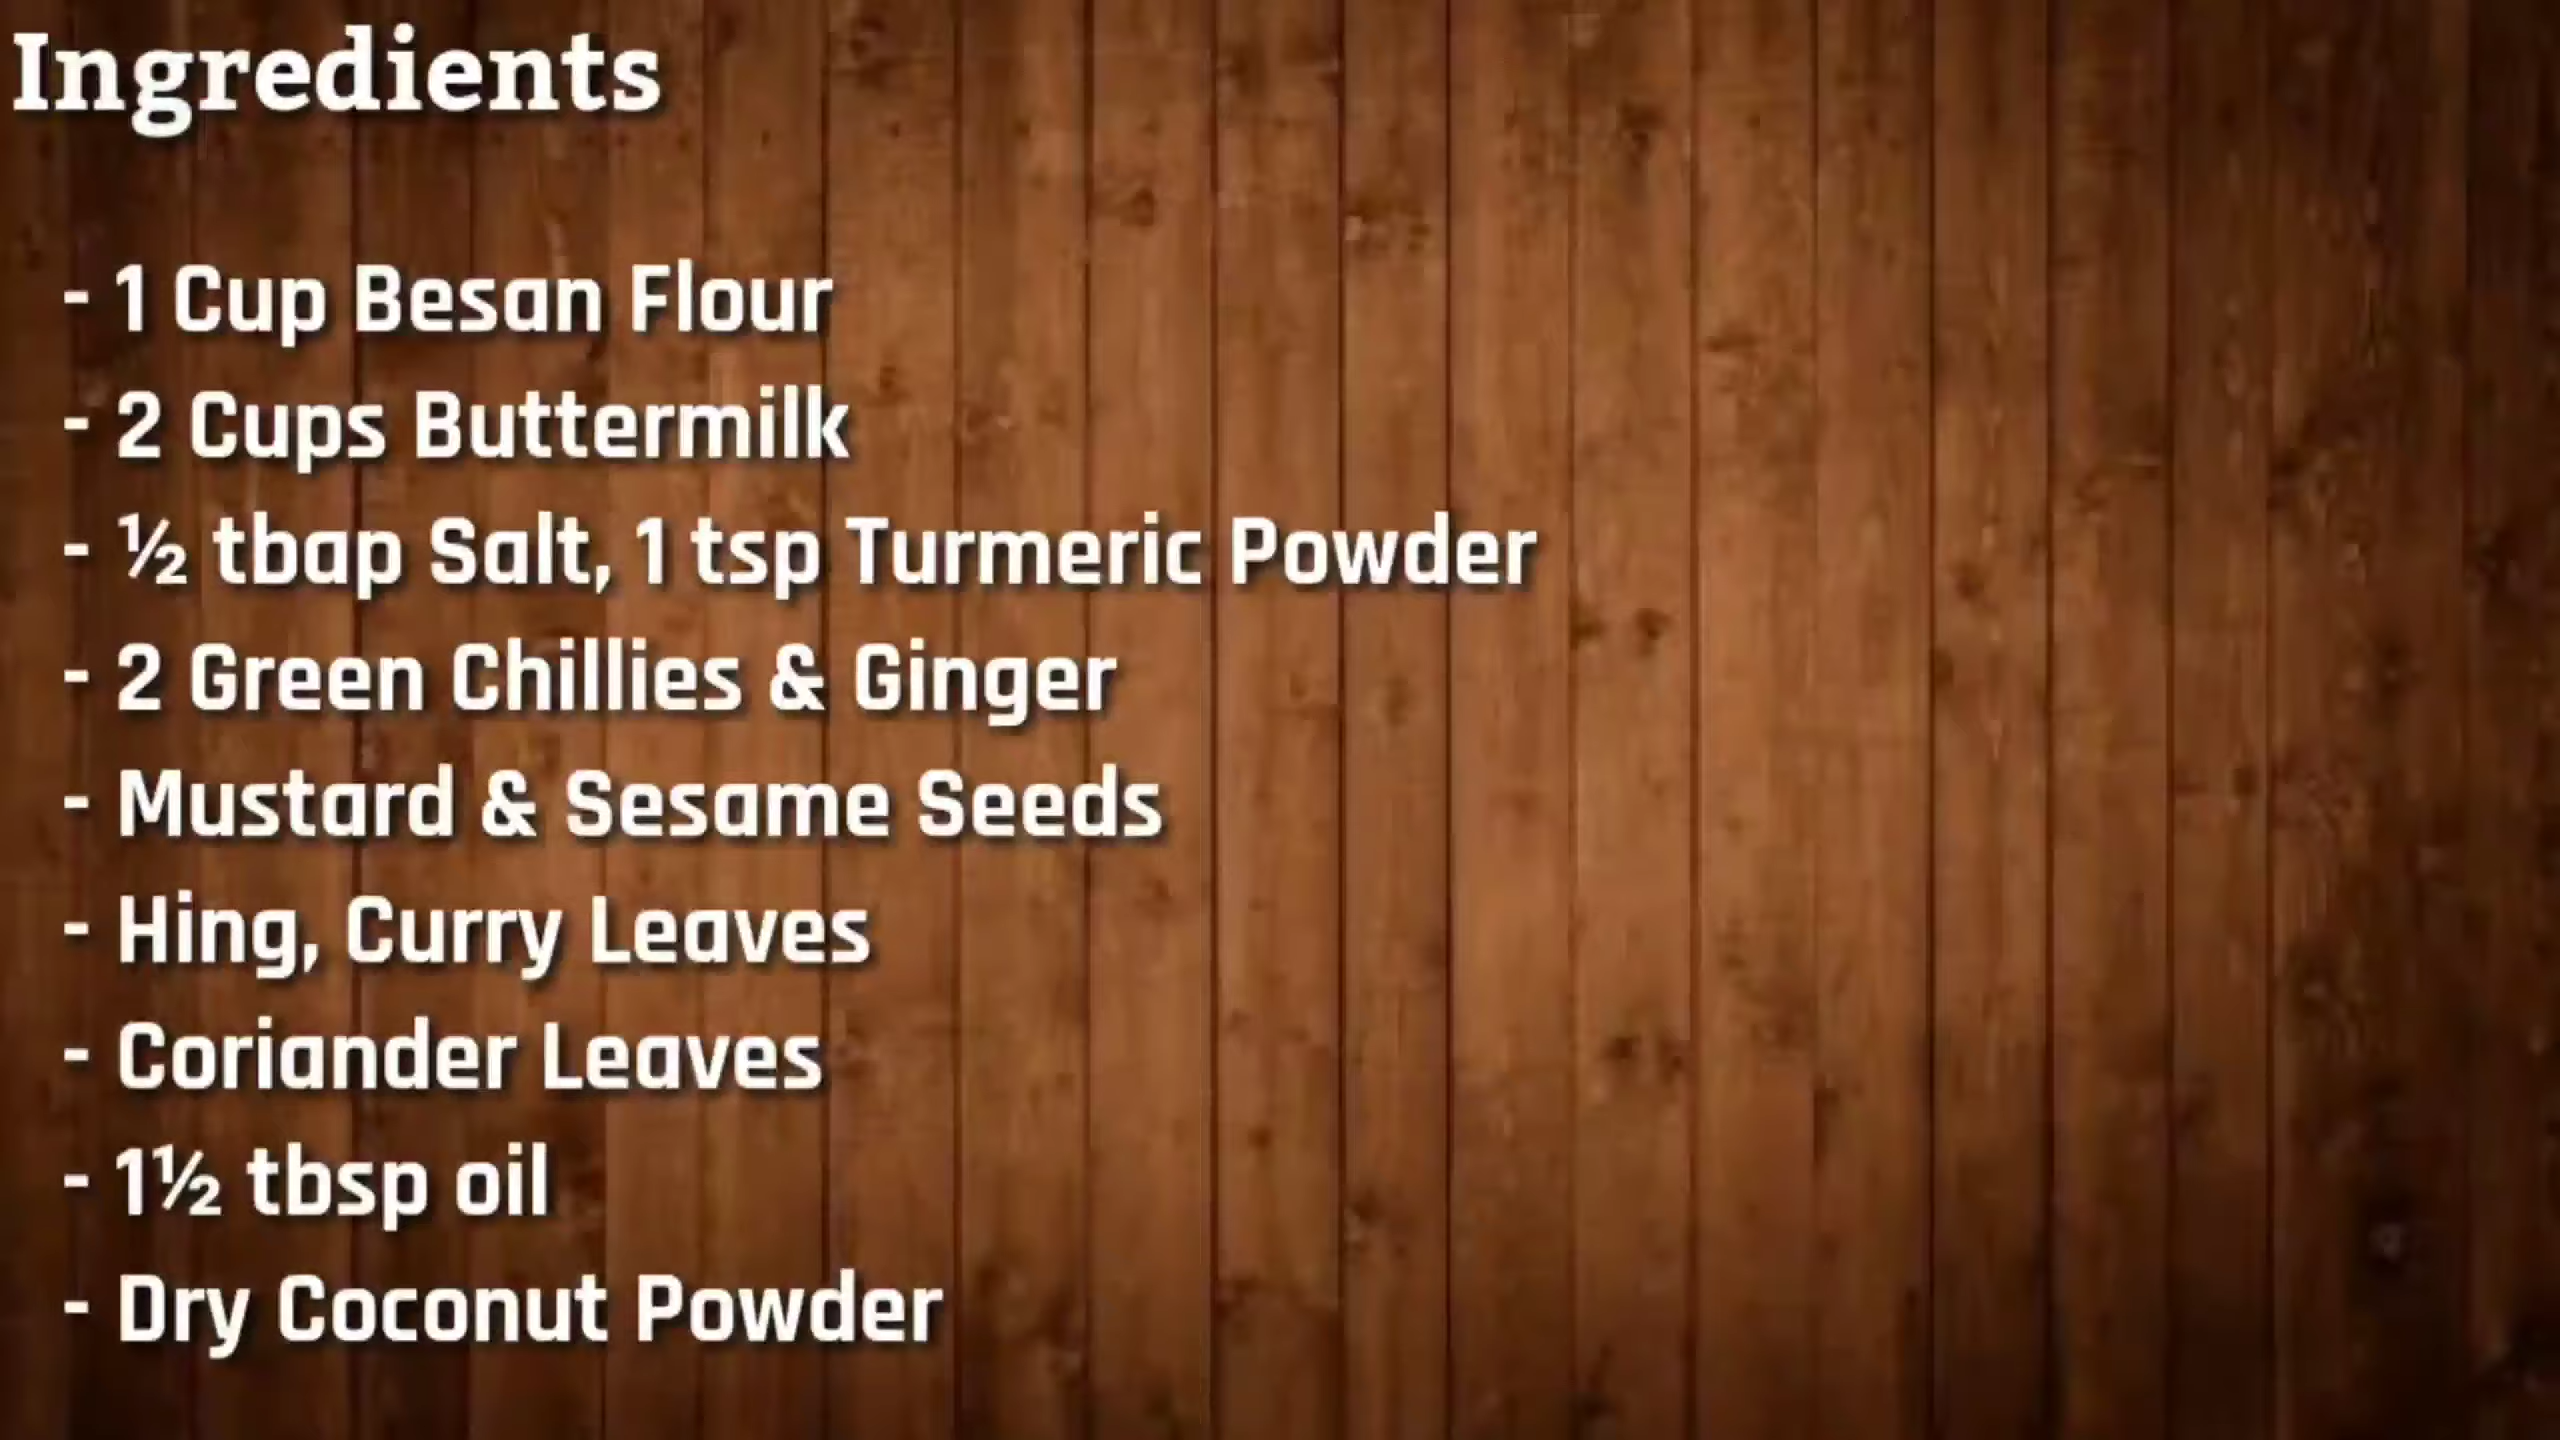 Ingredients
- 1 Cup Besan Flour
- 2 Cups Buttermilk
- ½ tbap Salt, 1 tsp Turmeric Powder
- 2 Green Chillies & Ginger
- Mustard & Sesame Seeds
- Hing, Curry Leaves
- Coriander Leaves
- 1½ tbsp oil
- Dry Coconut Powder